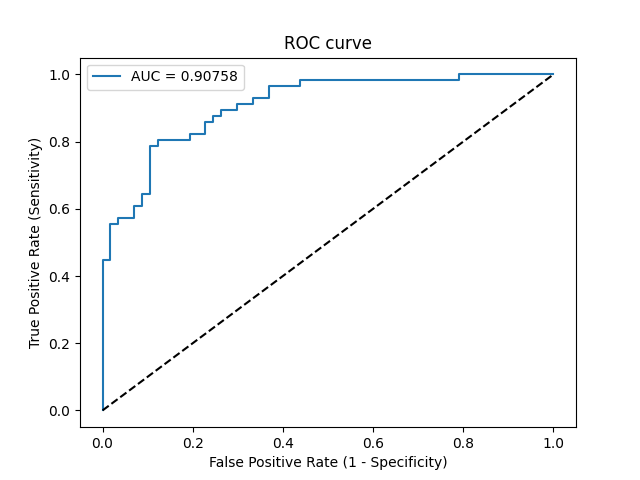 ROC curve
AUC = 0.90758
True Positive Rate (Sensitivity)
1.0
0.8
0.6
0.4
0.2
0.0
0.0 0.2 0.4 0.6 0.8 1.0
False Positive Rate (1 - Specificity)